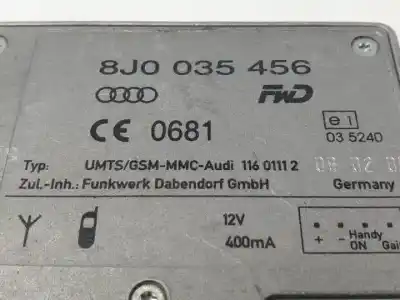 8J0 035 456
FWD
CE 0681
e1
03 5240
Typ: UMTS/GSM-MMC-Audi 116 0111 2
Zul.-Inh.: Funkwerk Dabendorf GmbH
Germany
12V
400mA
+ - Handy Gai
ON